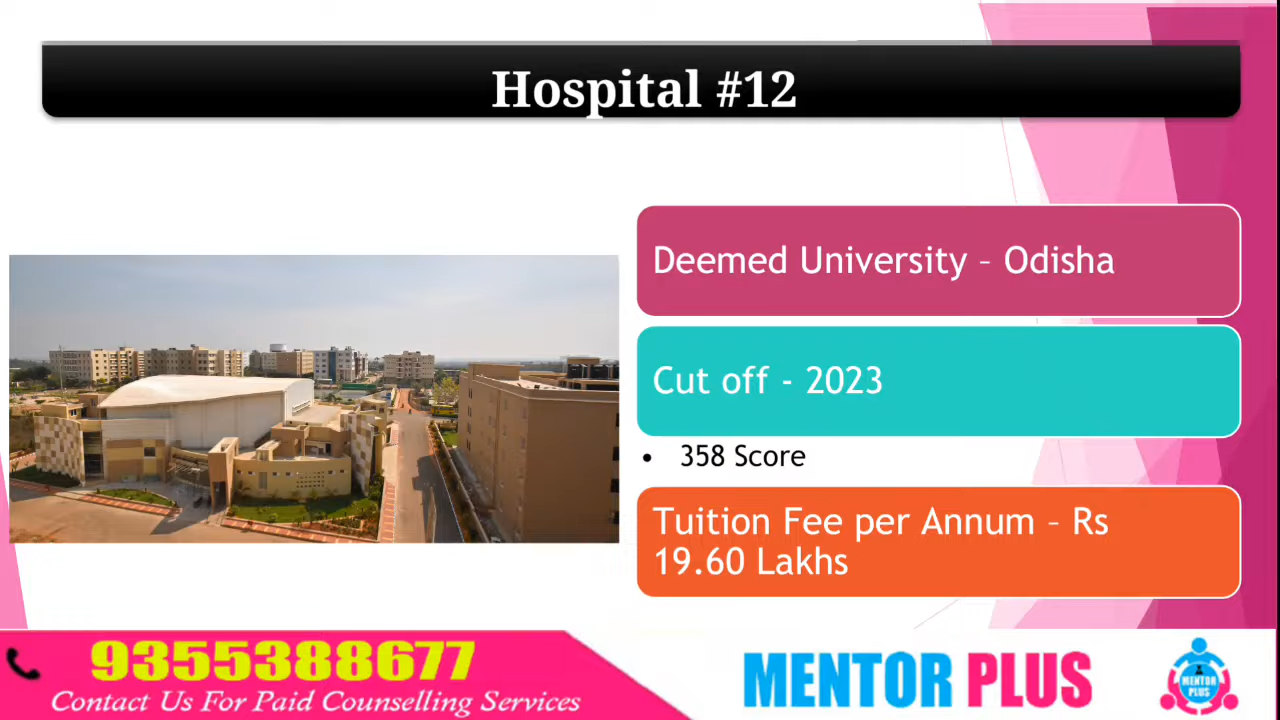 Hospital #12
Deemed University – Odisha
Cut off - 2023
• 358 Score
Tuition Fee per Annum – Rs
19.60 Lakhs
9355388677
Contact Us For Paid Counselling Services
MENTOR PLUS
MENTOR
PLUS